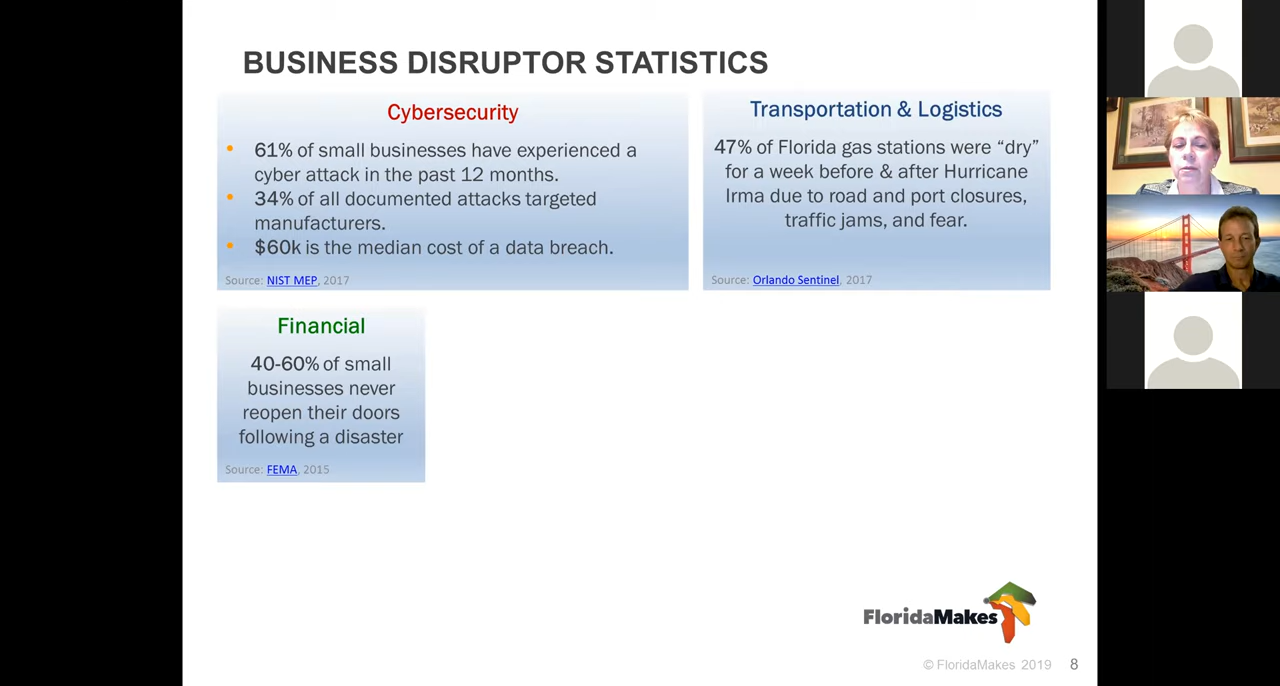 BUSINESS DISRUPTOR STATISTICS
Cybersecurity
• 61% of small businesses have experienced a
cyber attack in the past 12 months.
• 34% of all documented attacks targeted
manufacturers.
• $60k is the median cost of a data breach.
Source: NIST MEP, 2017
Transportation & Logistics
47% of Florida gas stations were “dry”
for a week before & after Hurricane
Irma due to road and port closures,
traffic jams, and fear.
Source: Orlando Sentinel, 2017
Financial
40-60% of small
businesses never
reopen their doors
following a disaster
Source: FEMA, 2015
FloridaMakes
© FloridaMakes 2019 8